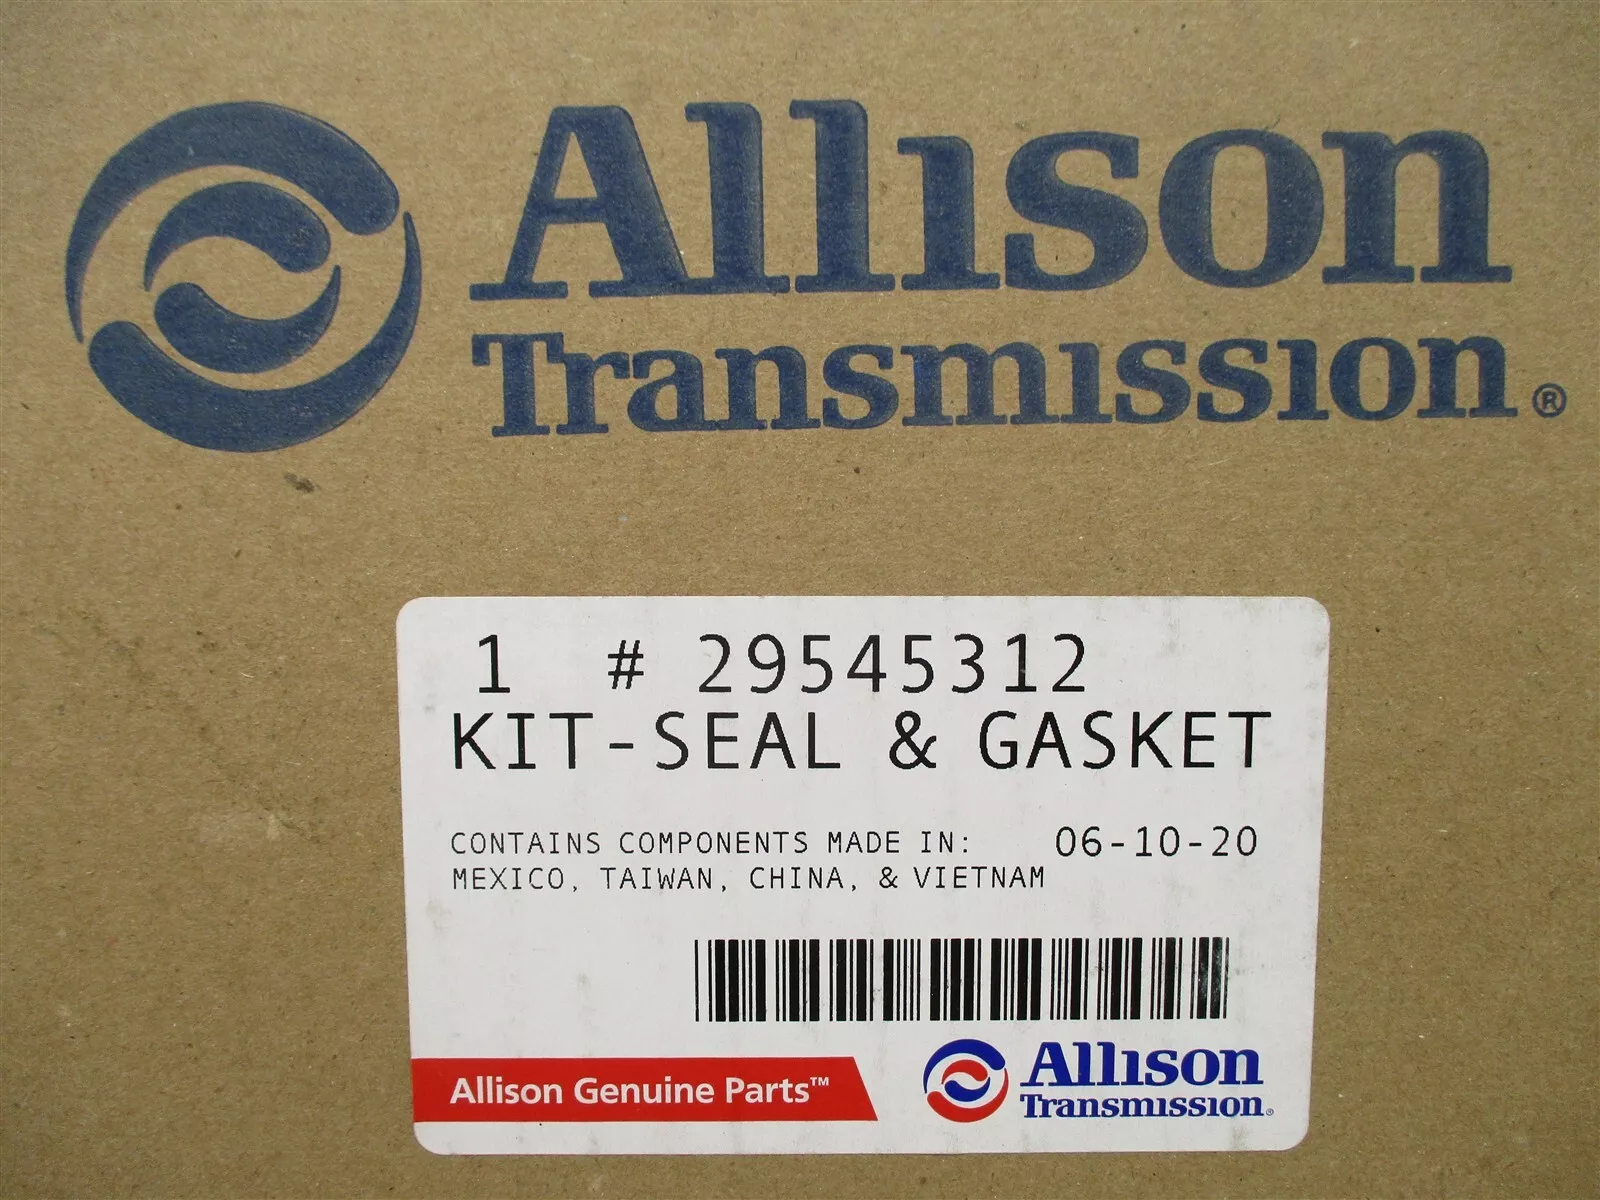 Allison
Transmission®
1 # 29545312
KIT-SEAL & GASKET
CONTAINS COMPONENTS MADE IN: 06-10-20
MEXICO, TAIWAN, CHINA, & VIETNAM
Allison Genuine Parts™
Allison
Transmission®